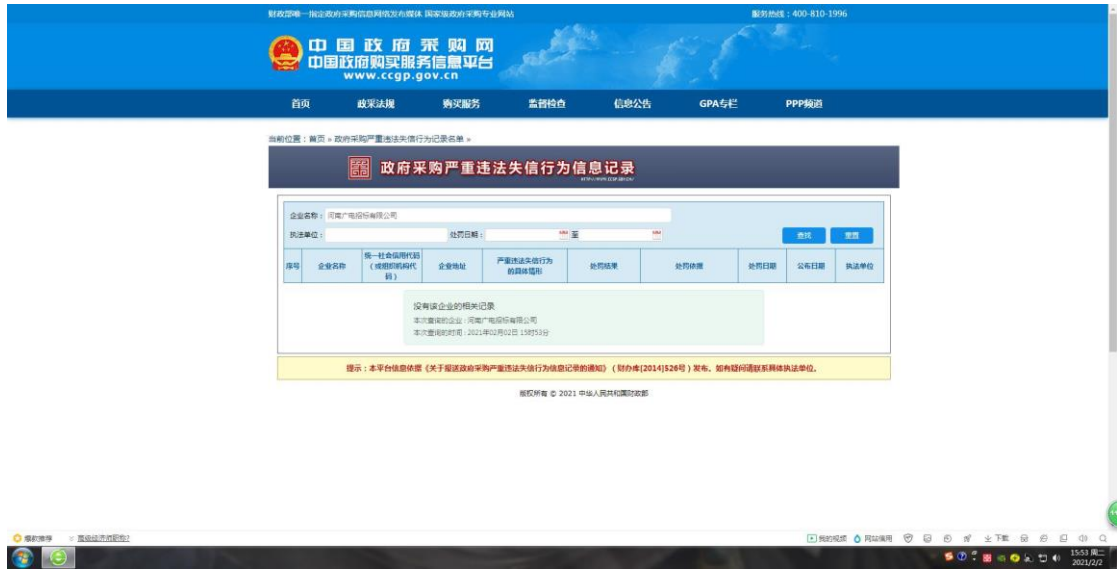 财政部唯一指定政府采购信息网络发布媒体 国家级政府采购专业网站
服务热线：400-810-1996
中国政府采购网
中国政府购买服务信息平台
www.ccgp.gov.cn
首页 政采法规 购买服务 监督检查 信息公告 GPA专栏 PPP频道
当前位置：首页 » 政府采购严重违法失信行为记录名单 »
政府采购严重违法失信行为信息记录
企业名称： 河南广电招标有限公司
执法单位： 处罚日期： 至 查找 重置
序号 企业名称 统一社会信用代码（或组织机构代码） 企业地址 严重违法失信行为的具体情形 处罚结果 处罚依据 处罚日期 公布日期 执法单位
没有该企业的相关记录
本次查询的企业：河南广电招标有限公司
本次查询的时间：2021年02月02日 15时53分
提示：本平台信息依据《关于报送政府采购严重违法失信行为信息记录的通知》（财办库[2014]526号）发布，如有疑问请联系具体执法单位。
版权所有 © 2021 中华人民共和国财政部
我的视频 网站信用 下载
15:53 周二
2021/2/2